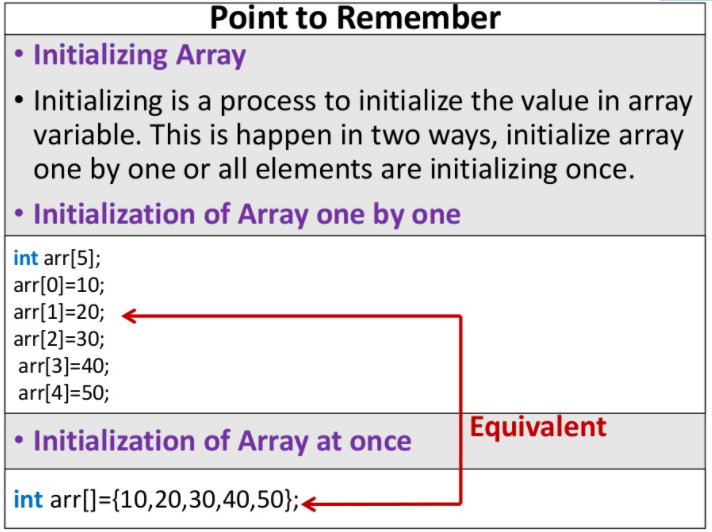 Point to Remember
• Initializing Array
• Initializing is a process to initialize the value in array
variable. This is happen in two ways, initialize array
one by one or all elements are initializing once.
• Initialization of Array one by one
int arr[5];
arr[0]=10;
arr[1]=20;
arr[2]=30;
arr[3]=40;
arr[4]=50;
Equivalent
• Initialization of Array at once
int arr[]={10,20,30,40,50};